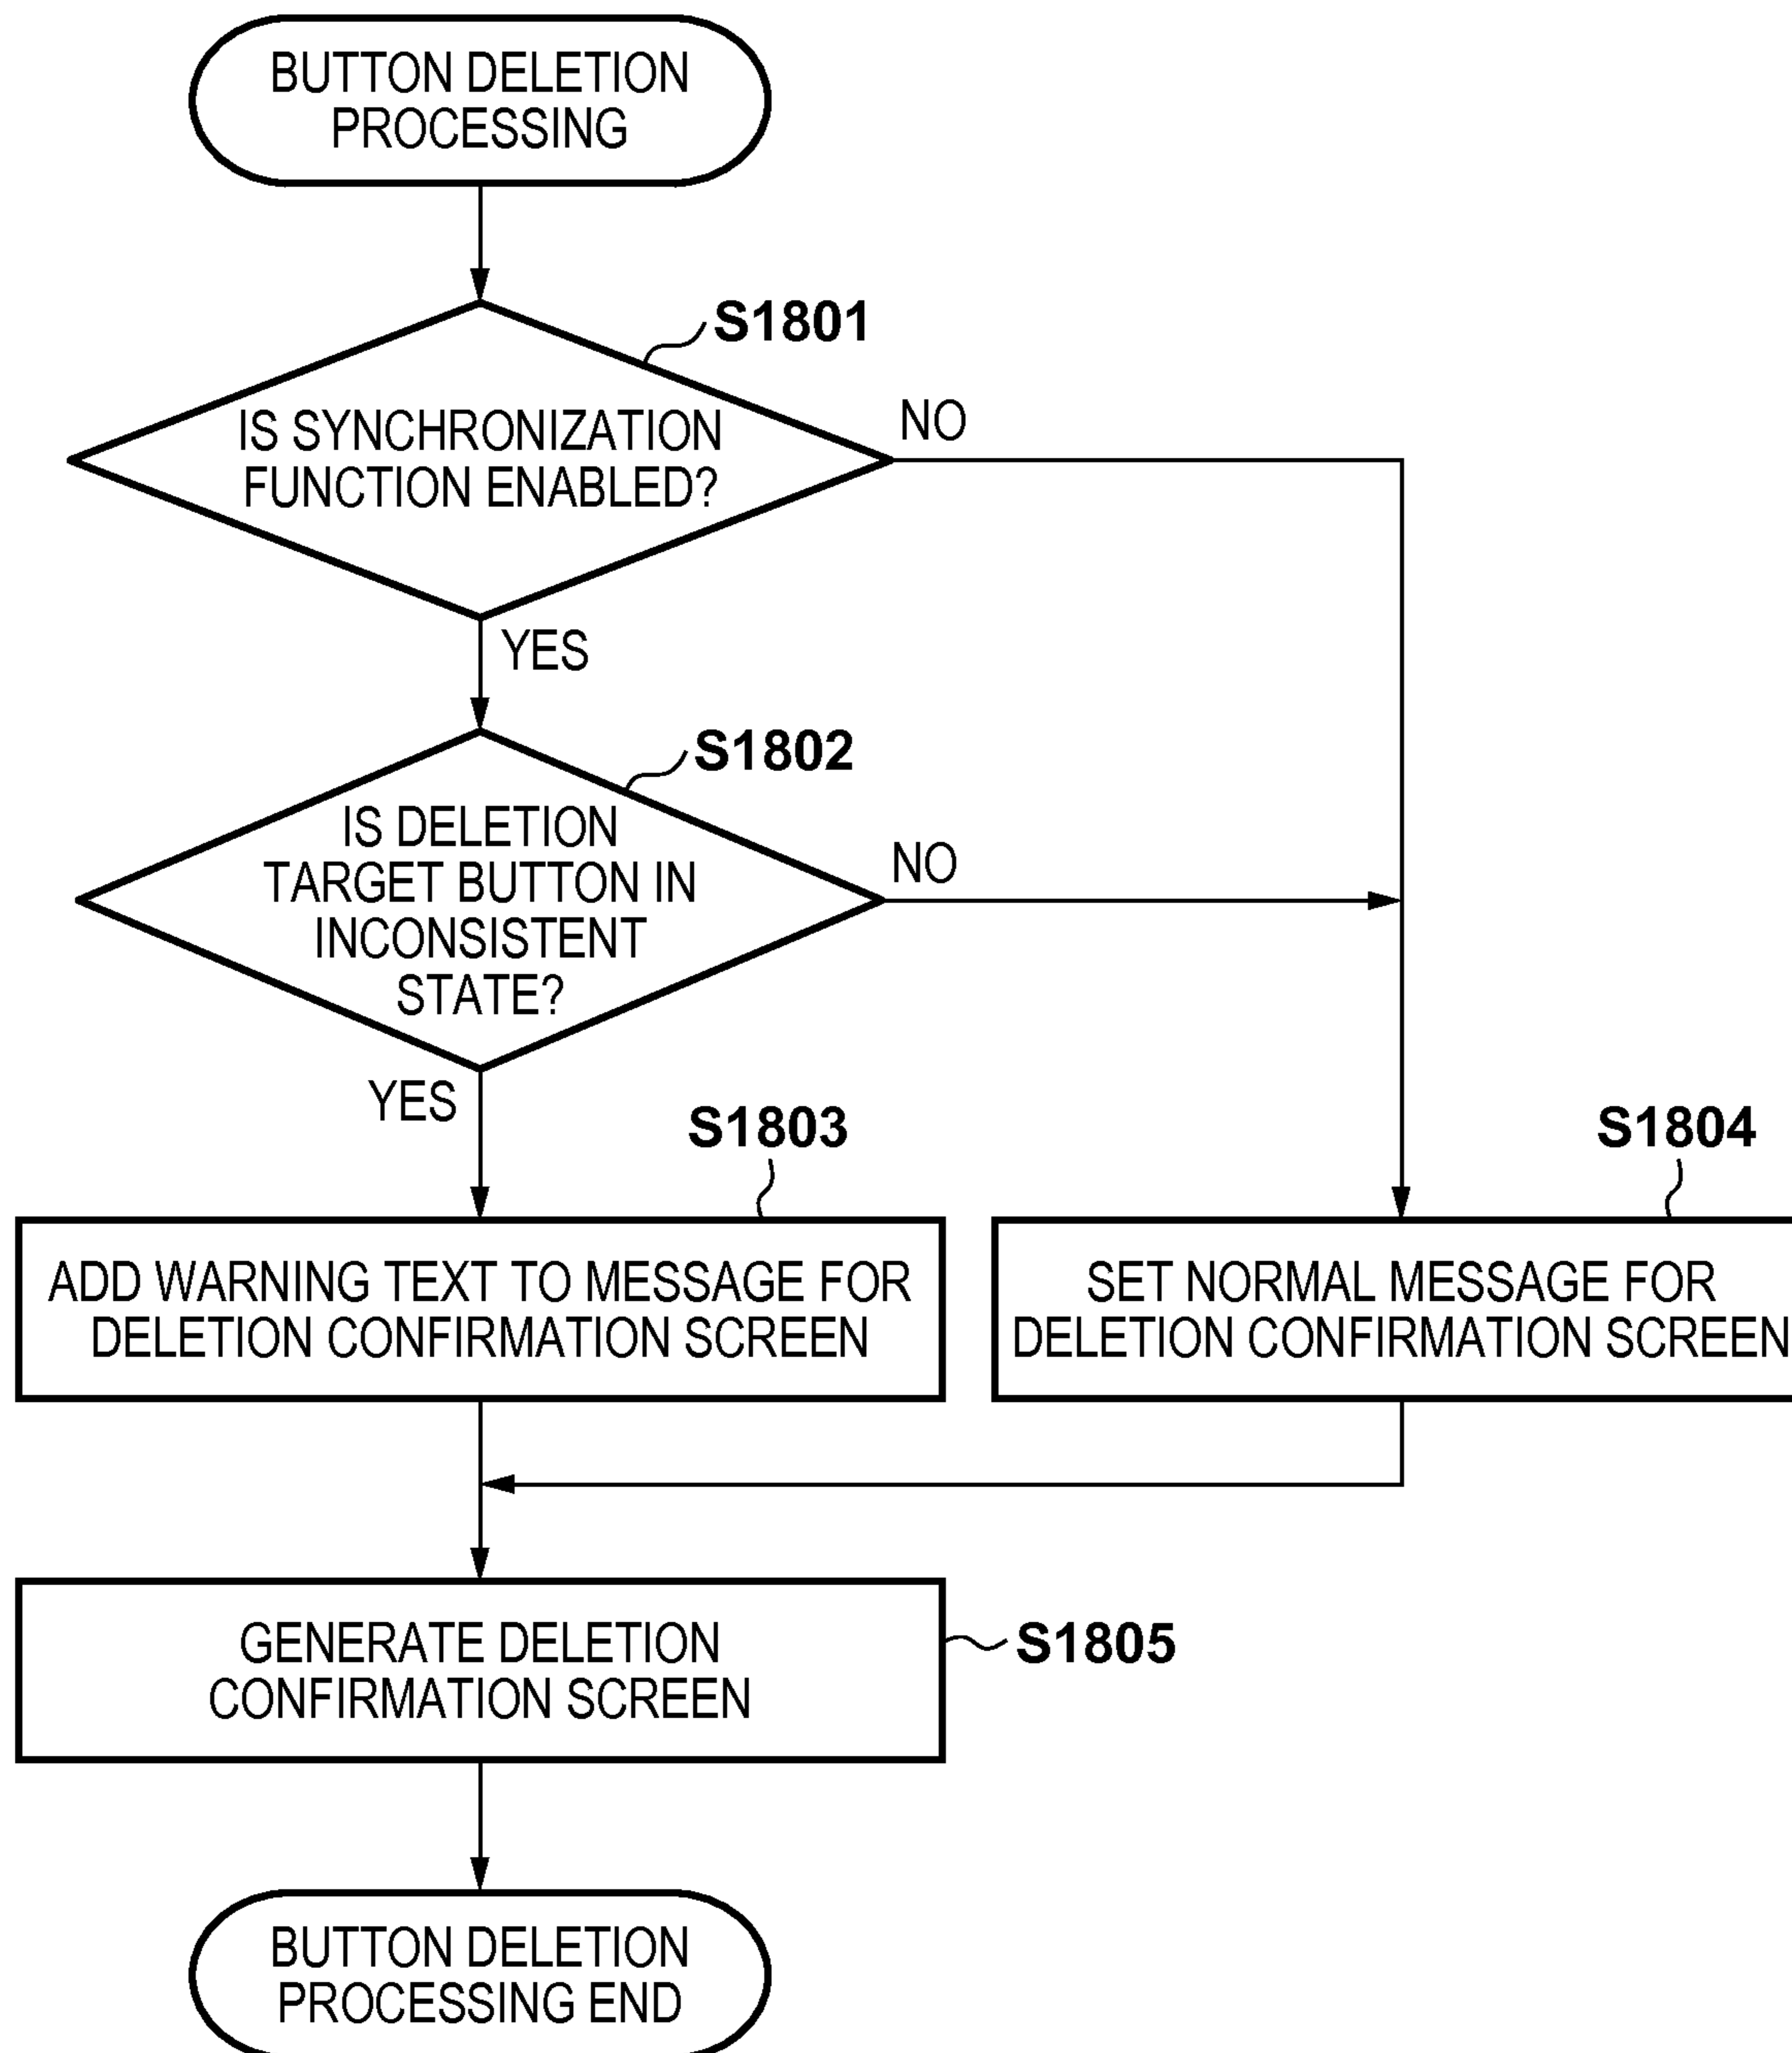 BUTTON DELETION
PROCESSING
S1801
IS SYNCHRONIZATION
FUNCTION ENABLED?
NO
YES
S1802
IS DELETION
TARGET BUTTON IN
INCONSISTENT
STATE?
NO
YES
S1803
ADD WARNING TEXT TO MESSAGE FOR
DELETION CONFIRMATION SCREEN
S1804
SET NORMAL MESSAGE FOR
DELETION CONFIRMATION SCREEN
GENERATE DELETION
CONFIRMATION SCREEN
S1805
BUTTON DELETION
PROCESSING END